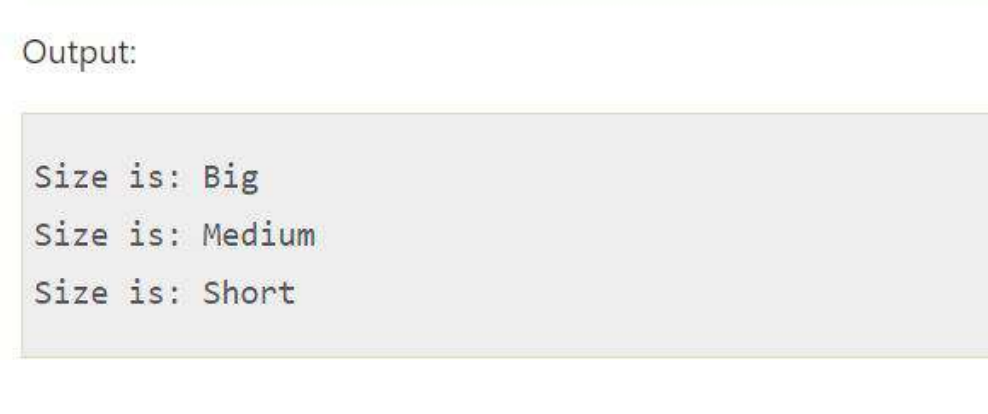 Output:
Size is: Big
Size is: Medium
Size is: Short